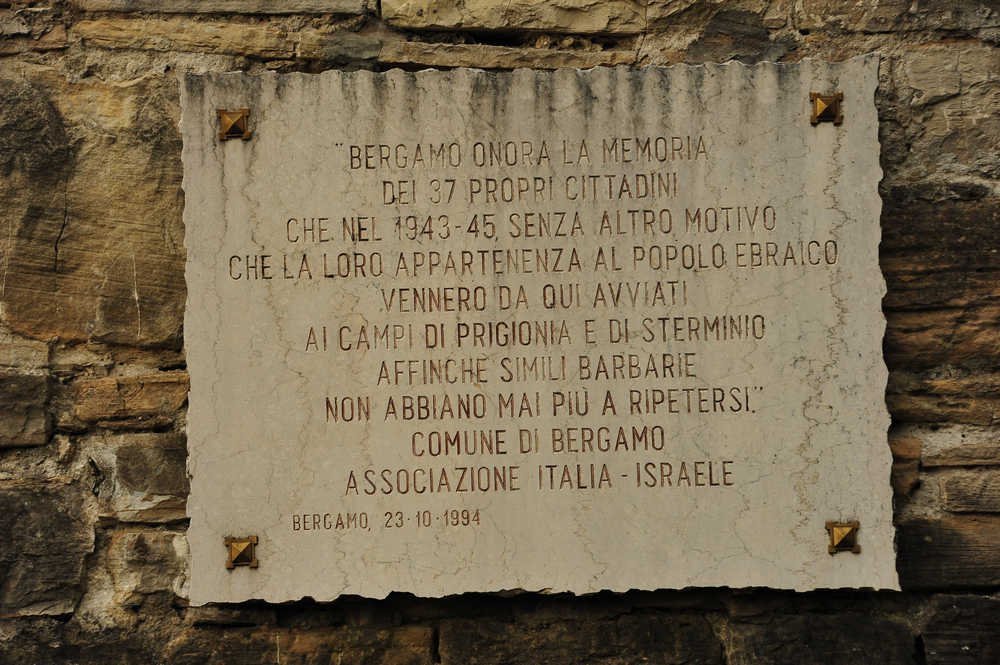 "BERGAMO ONORA LA MEMORIA
DEI 37 PROPRI CITTADINI
CHE NEL 1943-45, SENZA ALTRO MOTIVO
CHE LA LORO APPARTENENZA AL POPOLO EBRAICO
VENNERO DA QUI AVVIATI
AI CAMPI DI PRIGIONIA E DI STERMINIO
AFFINCHE SIMILI BARBARIE
NON ABBIANO MAI PIÙ A RIPETERSI."
COMUNE DI BERGAMO
ASSOCIAZIONE ITALIA - ISRAELE
BERGAMO, 23·10·1994